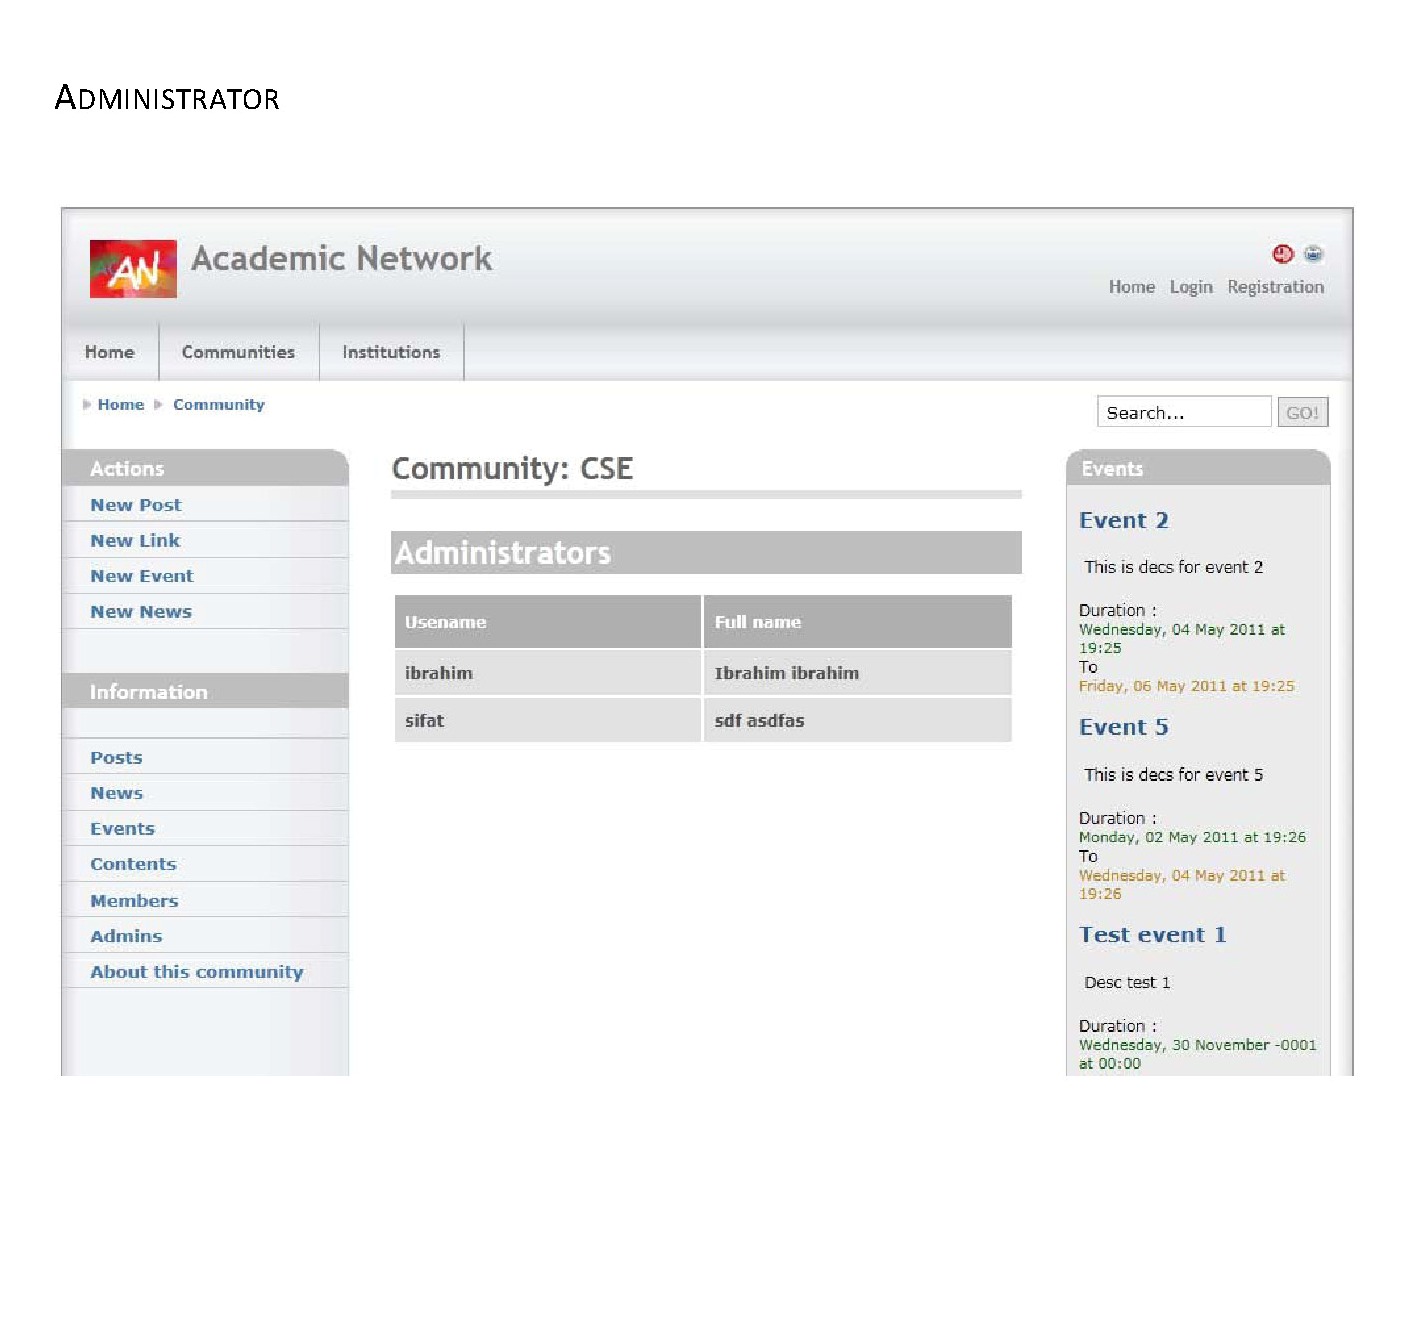 ADMINISTRATOR
AN
Academic Network
Home Login Registration
Home Communities Institutions
Home Community
Search... GO!
Actions
New Post
New Link
New Event
New News
Information
Posts
News
Events
Contents
Members
Admins
About this community
Community: CSE
Administrators
Usename Full name
ibrahim Ibrahim ibrahim
sifat sdf asdfas
Events
Event 2
This is decs for event 2
Duration :
Wednesday, 04 May 2011 at
19:25
To
Friday, 06 May 2011 at 19:25
Event 5
This is decs for event 5
Duration :
Monday, 02 May 2011 at 19:26
To
Wednesday, 04 May 2011 at
19:26
Test event 1
Desc test 1
Duration :
Wednesday, 30 November -0001
at 00:00